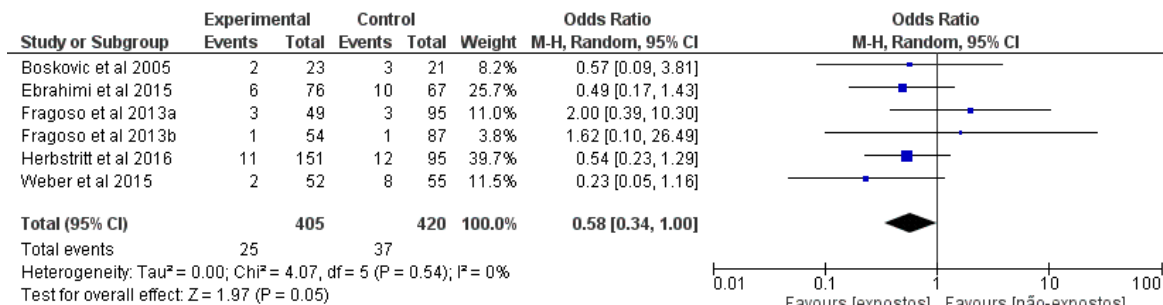 Experimental Control Odds Ratio Odds Ratio
Study or Subgroup Events Total Events Total Weight M-H, Random, 95% CI M-H, Random, 95% CI
Boskovic et al 2005 2 23 3 21 8.2% 0.57 [0.09, 3.81]
Ebrahimi et al 2015 6 76 10 67 25.7% 0.49 [0.17, 1.43]
Fragoso et al 2013a 3 49 3 95 11.0% 2.00 [0.39, 10.30]
Fragoso et al 2013b 1 54 1 87 3.8% 1.62 [0.10, 26.49]
Herbstritt et al 2016 11 151 12 95 39.7% 0.54 [0.23, 1.29]
Weber et al 2015 2 52 8 55 11.5% 0.23 [0.05, 1.16]
Total (95% CI) 405 420 100.0% 0.58 [0.34, 1.00]
Total events 25 37
Heterogeneity: Tau² = 0.00; Chi² = 4.07, df = 5 (P = 0.54); I² = 0%
Test for overall effect: Z = 1.97 (P = 0.05)
0.01 0.1 1 10 100
Favours [expostos] Favours [não-expostos]